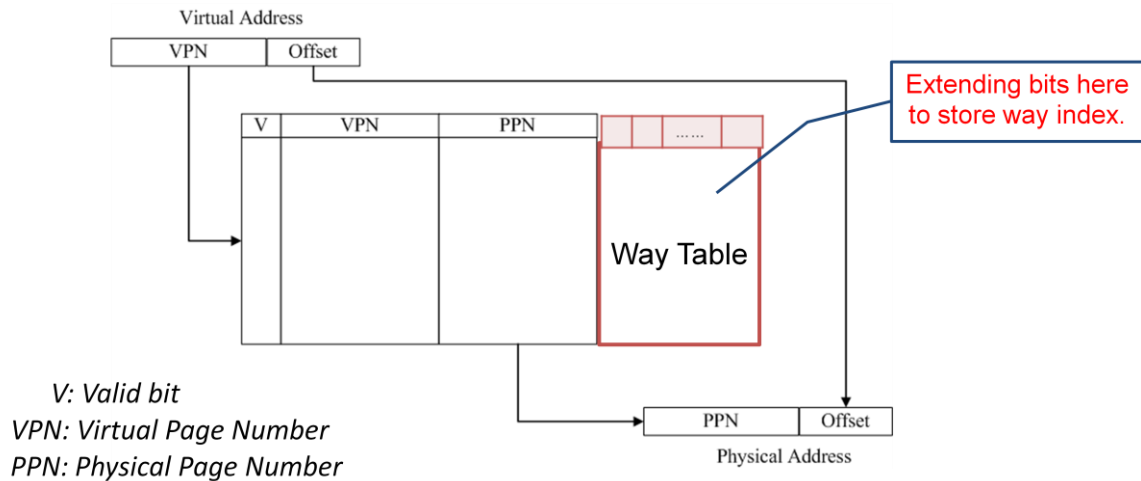 Virtual Address
VPN Offset
Extending bits here
to store way index.
V VPN PPN ......
Way Table
V: Valid bit
VPN: Virtual Page Number
PPN: Physical Page Number
PPN Offset
Physical Address